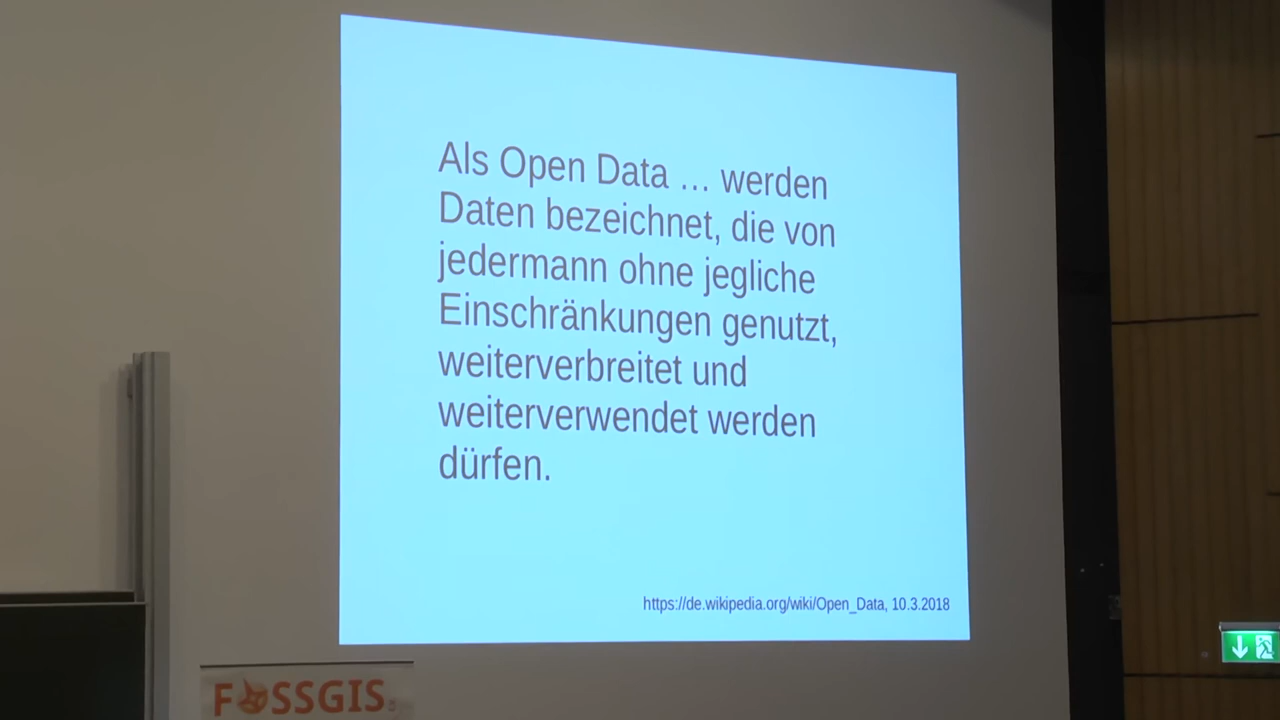 Als Open Data … werden
Daten bezeichnet, die von
jedermann ohne jegliche
Einschränkungen genutzt,
weiterverbreitet und
weiterverwendet werden
dürfen.
https://de.wikipedia.org/wiki/Open_Data, 10.3.2018
FOSSGIS